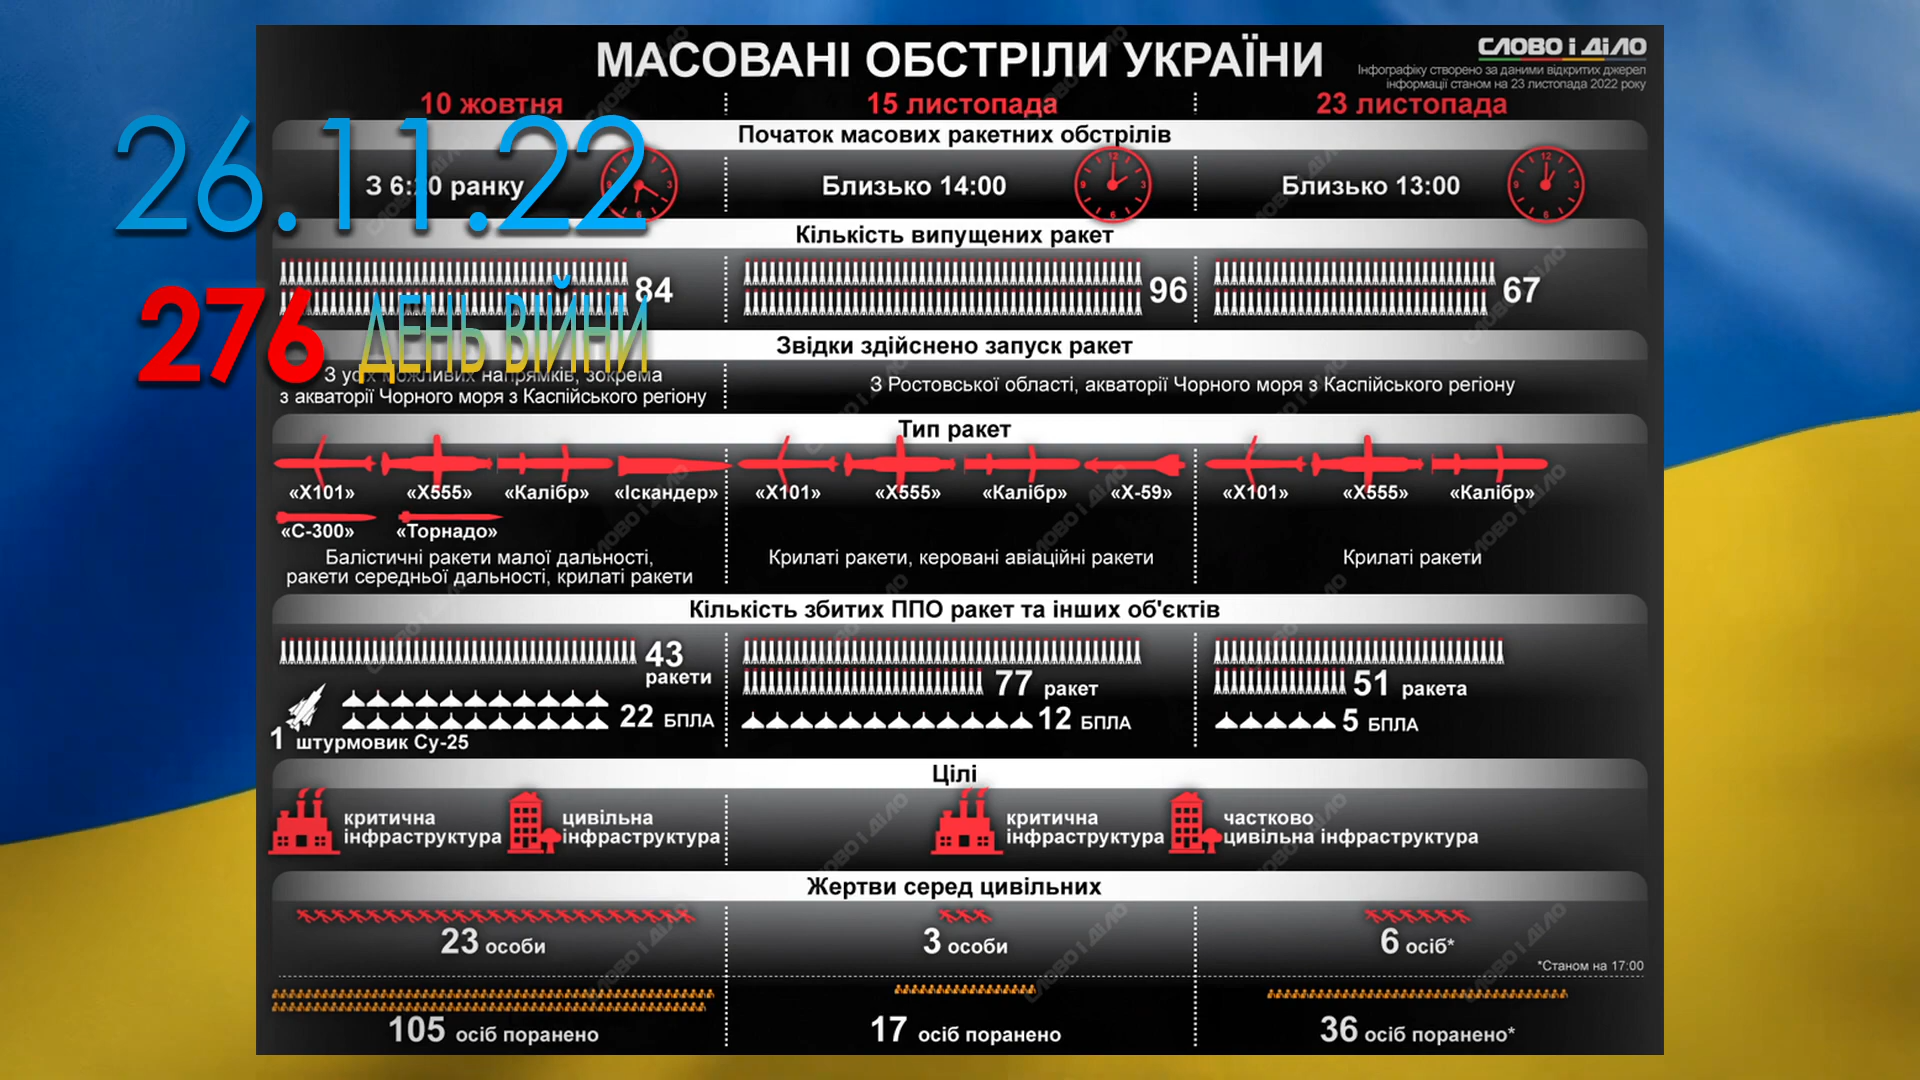 МАСОВАНІ ОБСТРІЛИ УКРАЇНИ
СЛОВО і ДІЛО
Інфографіку створено за даними відкритих джерел
інформації станом на 23 листопада 2022 року
10 жовтня
15 листопада
23 листопада
26.11.22
276 ДЕНЬ ВІЙНИ
Початок масових ракетних обстрілів
З 6:20 ранку
Близько 14:00
Близько 13:00
Кількість випущених ракет
84
96
67
Звідки здійснено запуск ракет
З усіх можливих напрямків, зокрема
з акваторії Чорного моря з Каспійського регіону
З Ростовської області, акваторії Чорного моря з Каспійського регіону
Тип ракет
«Х101» «Х555» «Калібр» «Іскандер»
«С-300» «Торнадо»
Балістичні ракети малої дальності,
ракети середньої дальності, крилаті ракети
«Х101» «Х555» «Калібр» «Х-59»
Крилаті ракети, керовані авіаційні ракети
«Х101» «Х555» «Калібр»
Крилаті ракети
Кількість збитих ППО ракет та інших об'єктів
43
ракети
22 БПЛА
1 штурмовик Су-25
77 ракет
12 БПЛА
51 ракета
5 БПЛА
Цілі
критична
інфраструктура
цивільна
інфраструктура
критична
інфраструктура
частково
цивільна інфраструктура
Жертви серед цивільних
23 особи
3 особи
6 осіб*
*Станом на 17:00
105 осіб поранено
17 осіб поранено
36 осіб поранено*